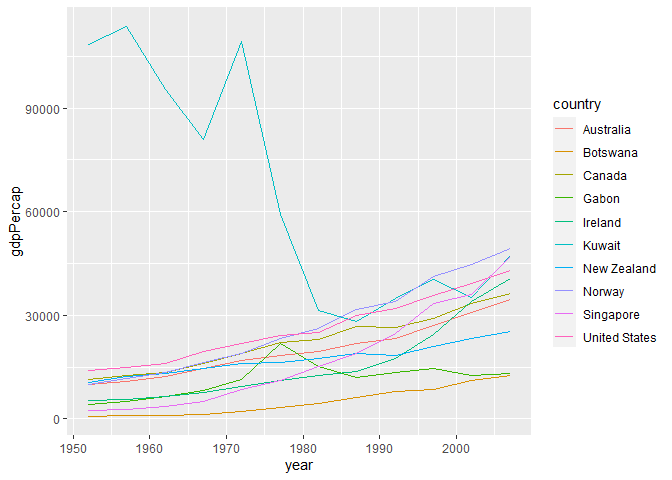 90000
60000
30000
0
gdpPercap
1950
1960
1970
1980
1990
2000
year
country
Australia
Botswana
Canada
Gabon
Ireland
Kuwait
New Zealand
Norway
Singapore
United States